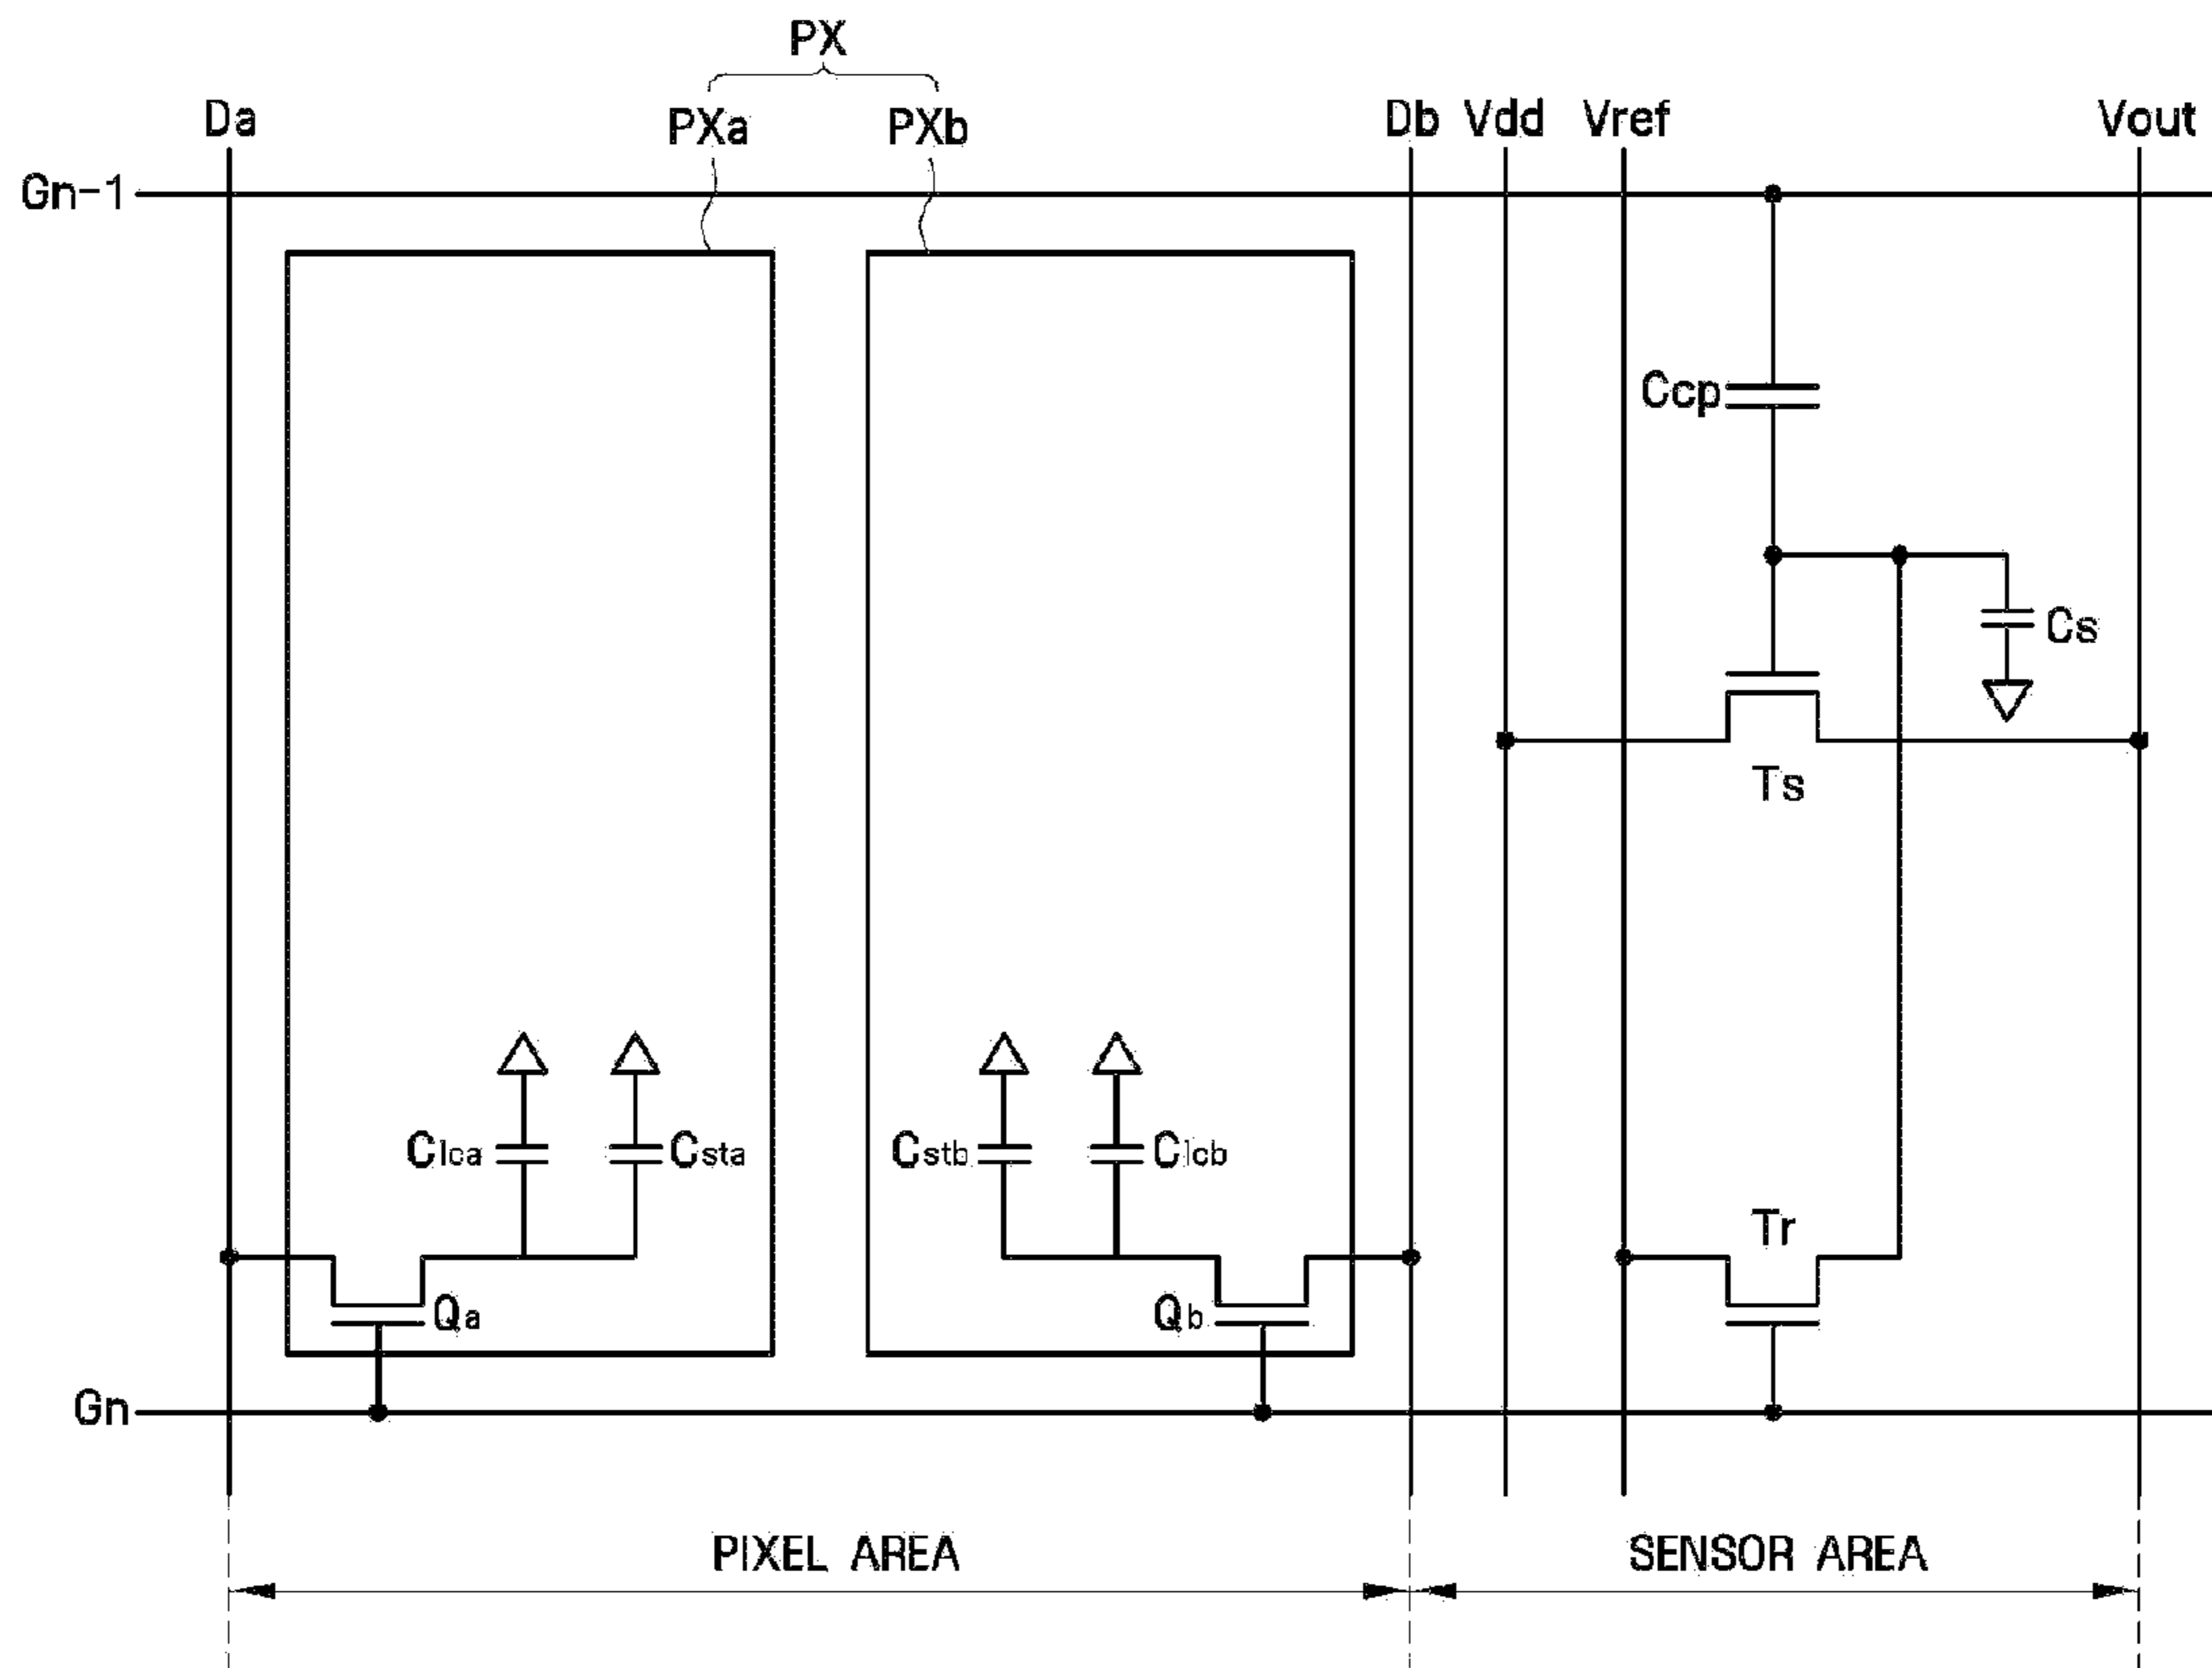 PX
Da
PXa
PXb
Db
Vdd
Vref
Vout
Gn-1
Ccp
Cs
Ts
Clca
Csta
Cstb
Clcb
Tr
Qa
Qb
Gn
PIXEL AREA
SENSOR AREA